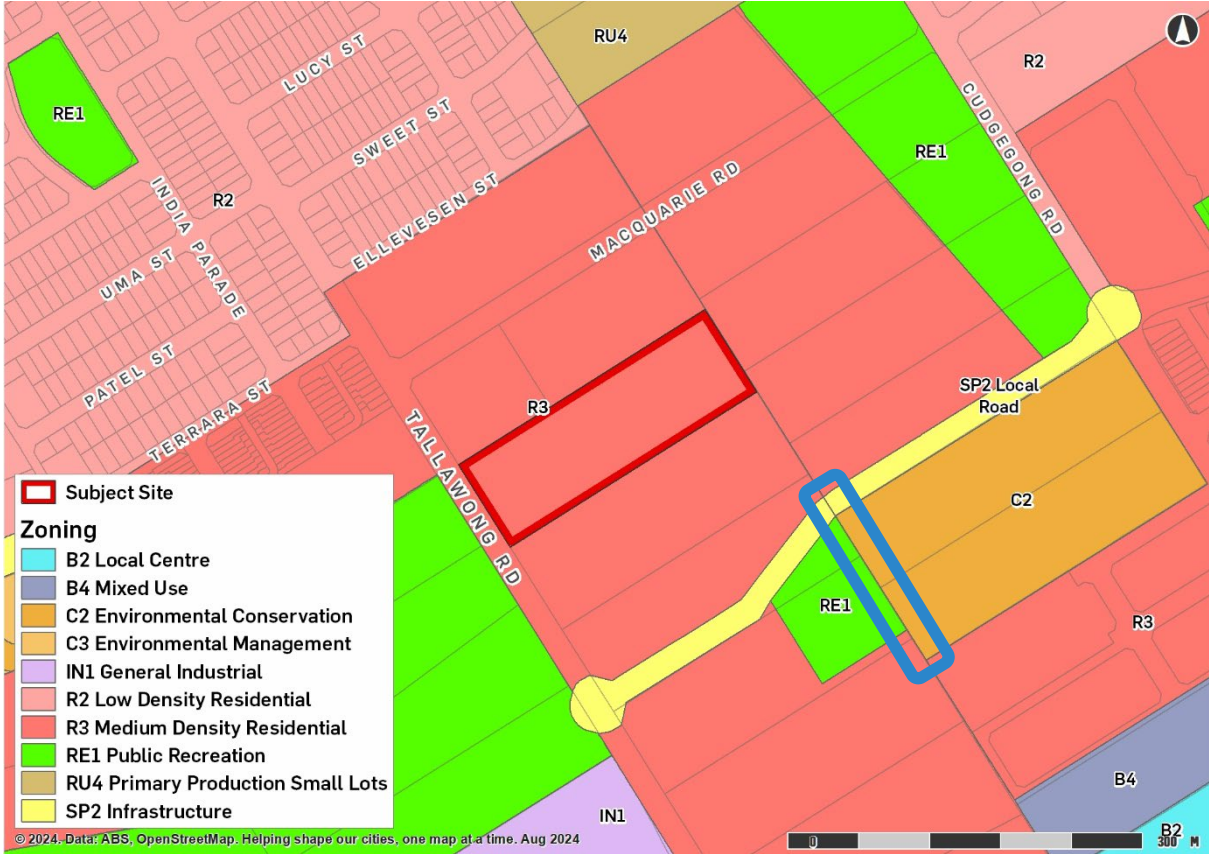 RU4
R2
LUCY ST
RE1
SWEET ST
CUDGEGONG RD
RE1
INDIA PARADE
R2
MACQUARIE RD
ELLEVESEN ST
UMA ST
PATEL ST
SP2 Local
Road
R3
TERRARA ST
TALLAWONG RD
C2
RE1
R3
B4
IN1
B2
Subject Site
Zoning
B2 Local Centre
B4 Mixed Use
C2 Environmental Conservation
C3 Environmental Management
IN1 General Industrial
R2 Low Density Residential
R3 Medium Density Residential
RE1 Public Recreation
RU4 Primary Production Small Lots
SP2 Infrastructure
© 2024. Data: ABS, OpenStreetMap. Helping shape our cities, one map at a time. Aug 2024
0 300 M